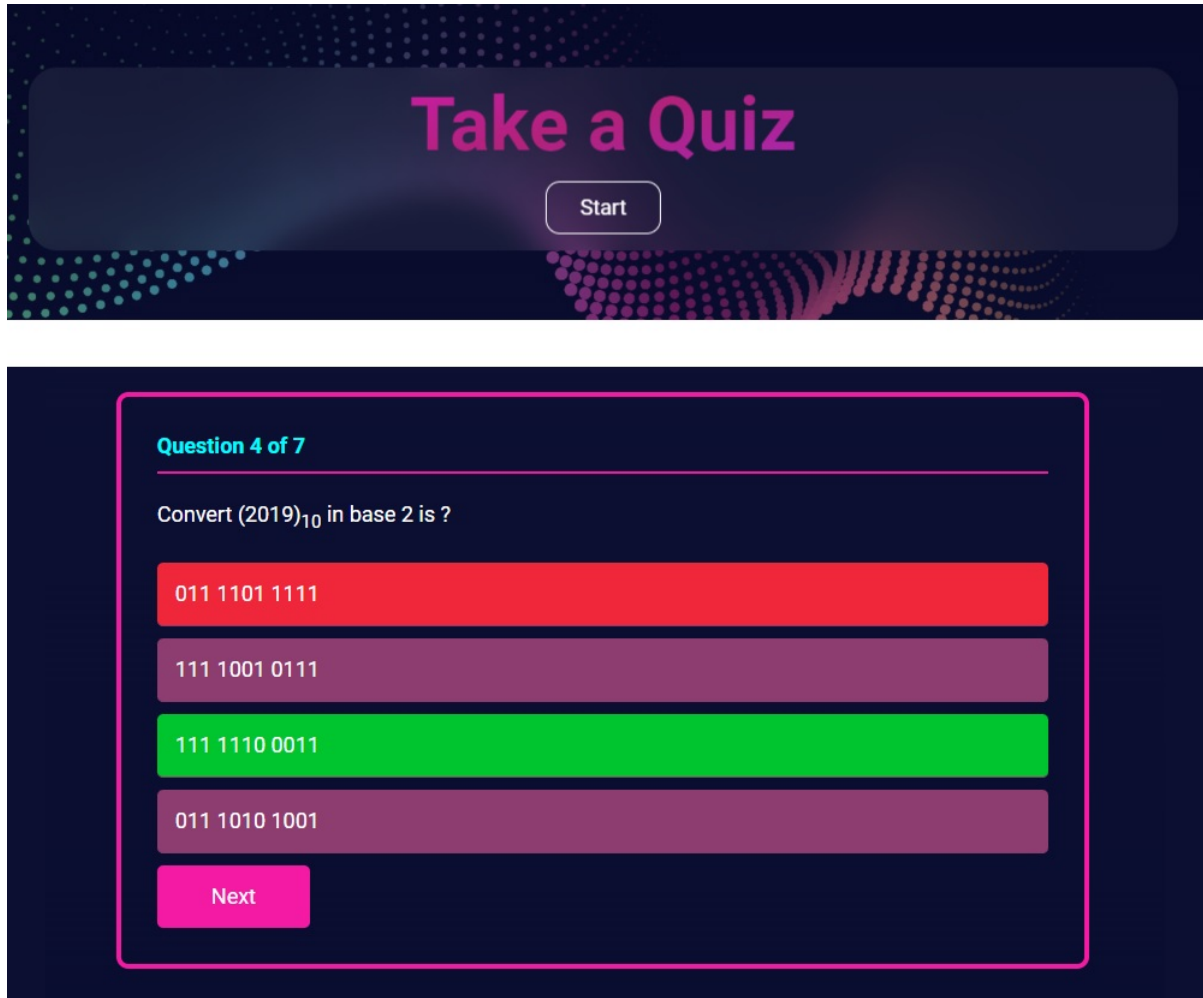 Take a Quiz
Start
Question 4 of 7
Convert (2019)₁₀ in base 2 is ?
011 1101 1111
111 1001 0111
111 1110 0011
011 1010 1001
Next